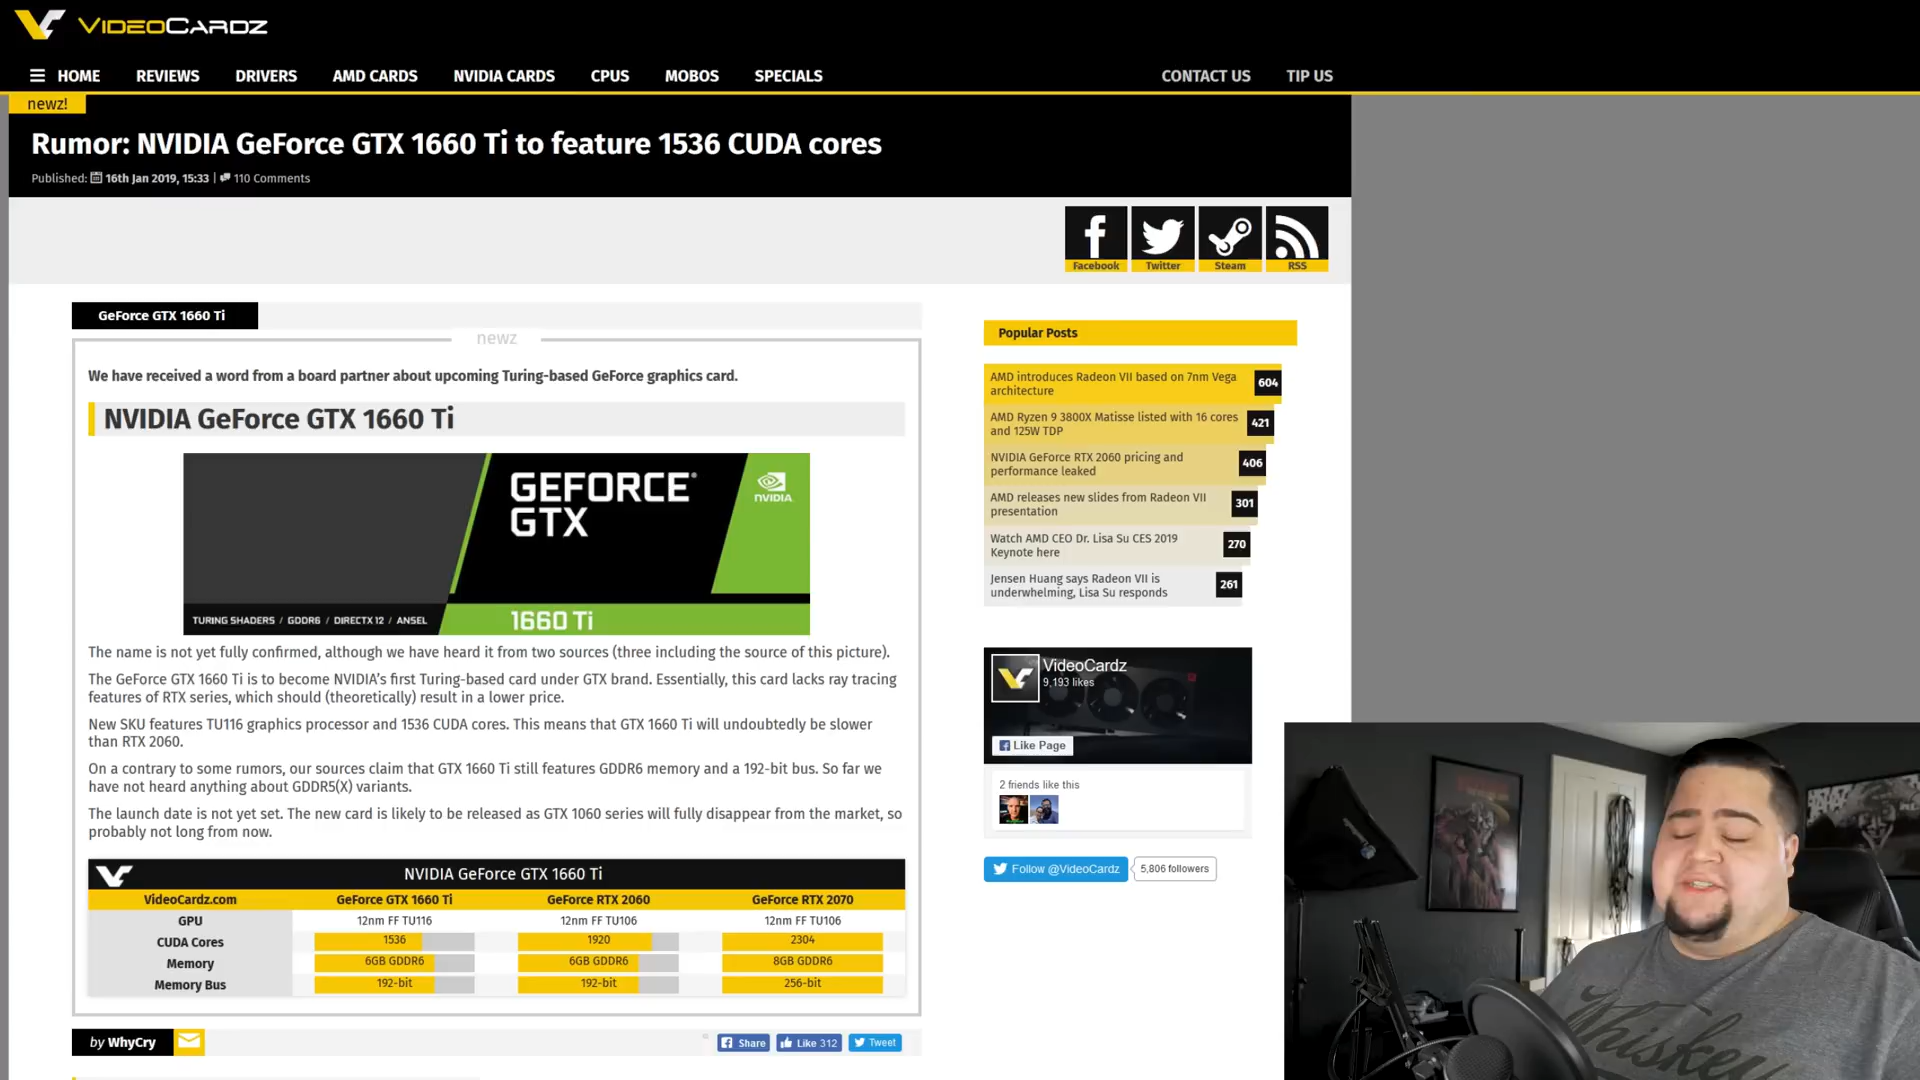 VIDEOCARDZ
HOME REVIEWS DRIVERS AMD CARDS NVIDIA CARDS CPUS MOBOS SPECIALS CONTACT US TIP US
newz!
Rumor: NVIDIA GeForce GTX 1660 Ti to feature 1536 CUDA cores
Published: 16th Jan 2019, 15:33 | 110 Comments
Facebook Twitter Steam RSS
GeForce GTX 1660 Ti
newz
We have received a word from a board partner about upcoming Turing-based GeForce graphics card.
NVIDIA GeForce GTX 1660 Ti
GEFORCE®
GTX
NVIDIA.
TURING SHADERS / GDDR6 / DIRECTX 12 / ANSEL
1660 Ti
The name is not yet fully confirmed, although we have heard it from two sources (three including the source of this picture).
The GeForce GTX 1660 Ti is to become NVIDIA's first Turing-based card under GTX brand. Essentially, this card lacks ray tracing
features of RTX series, which should (theoretically) result in a lower price.
New SKU features TU116 graphics processor and 1536 CUDA cores. This means that GTX 1660 Ti will undoubtedly be slower
than RTX 2060.
On a contrary to some rumors, our sources claim that GTX 1660 Ti still features GDDR6 memory and a 192-bit bus. So far we
have not heard anything about GDDR5(X) variants.
The launch date is not yet set. The new card is likely to be released as GTX 1060 series will fully disappear from the market, so
probably not long from now.
NVIDIA GeForce GTX 1660 Ti
VideoCardz.com GeForce GTX 1660 Ti GeForce RTX 2060 GeForce RTX 2070
GPU 12nm FF TU116 12nm FF TU106 12nm FF TU106
CUDA Cores 1536 1920 2304
Memory 6GB GDDR6 6GB GDDR6 8GB GDDR6
Memory Bus 192-bit 192-bit 256-bit
by WhyCry
Share Like 312 Tweet
Popular Posts
AMD introduces Radeon VII based on 7nm Vega
architecture
604
AMD Ryzen 9 3800X Matisse listed with 16 cores
and 125W TDP
421
NVIDIA GeForce RTX 2060 pricing and
performance leaked
406
AMD releases new slides from Radeon VII
presentation
301
Watch AMD CEO Dr. Lisa Su CES 2019
Keynote here
270
Jensen Huang says Radeon VII is
underwhelming, Lisa Su responds
261
VideoCardz
9,193 likes
Like Page
2 friends like this
Follow @VideoCardz 5,806 followers
Whiskey